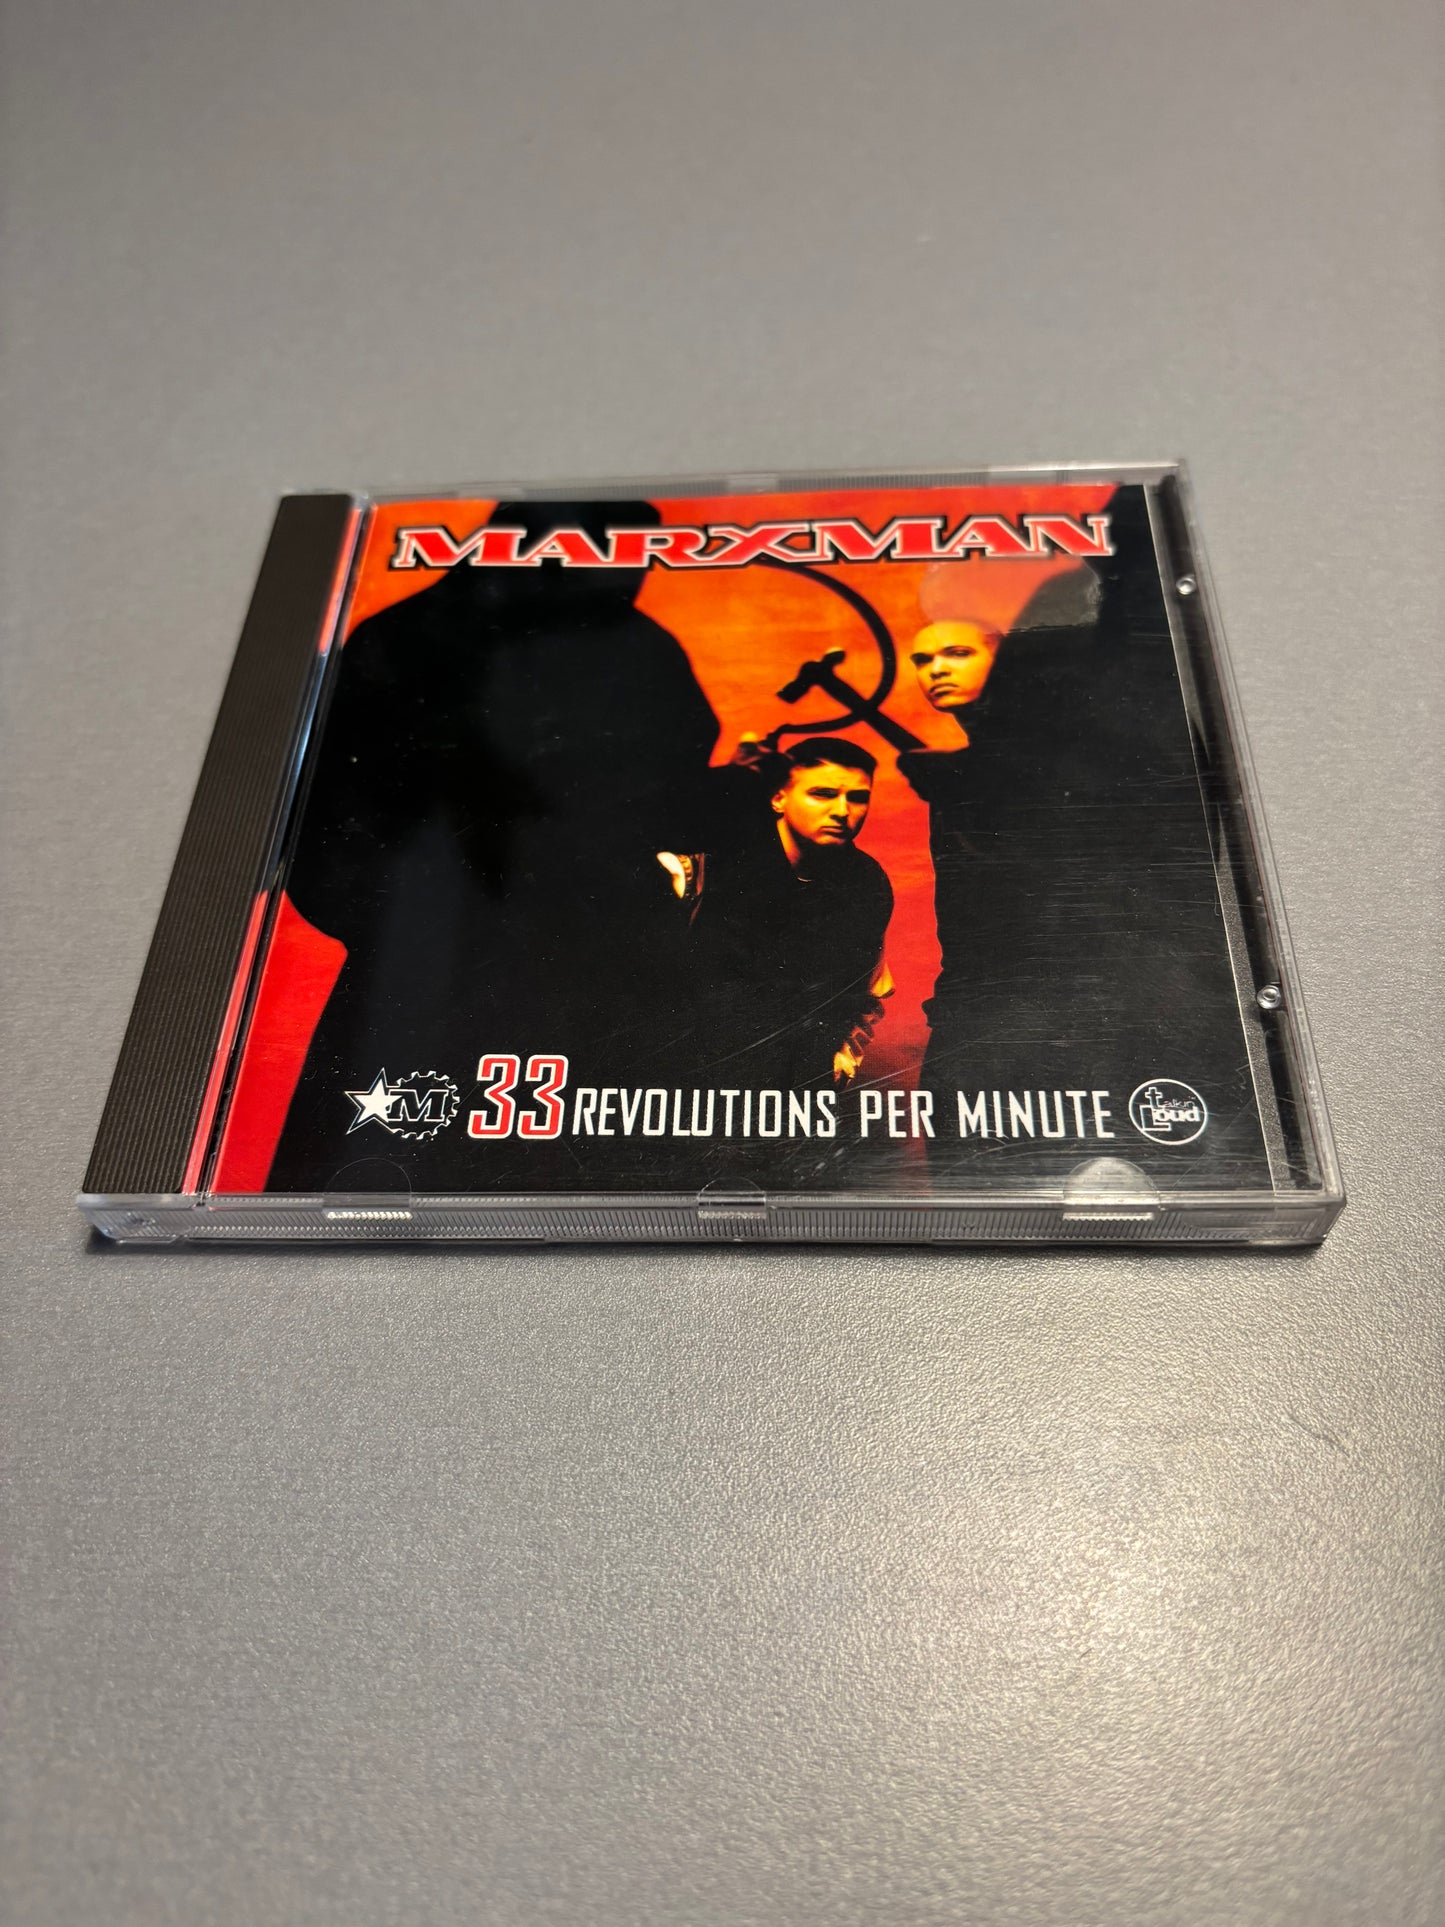 MARXMAN
M 33 REVOLUTIONS PER MINUTE talkin' Loud